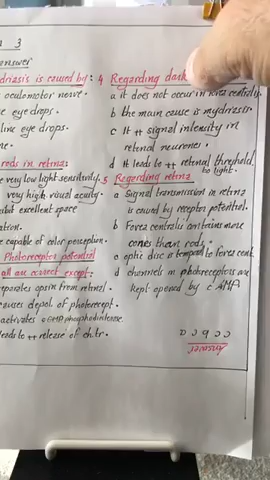 n 3
answer
driasis is caused by:
oculomotor nerve.
e eye drops.
line eye drops.
ne.
rods in retina:
e very low light sensitivity.
very high visual acuity.
ibit excellent space
ation.
e capable of color perception.
Photoreceptor potential
all are correct except:
eparates opsin from retinal.
causes depol. of photorecept.
activates cGMP phosphodiesterase.
leads to ++ release of ch.tr.
4 Regarding dark
a it does not occur in fovea centralis.
b the main cause is mydriasis.
c It ++ signal intensity in
retinal neurones.
d It leads to ++ retinal threshold
to light.
5 Regarding retina
a Signal transmission in retina
is caused by receptor potential.
b Fovea centralis contains more
cones than rods.
c optic disc is temporal to fovea cent.
d channels in photoreceptors are
kept opened by c AMP.
Answer
c c b c d